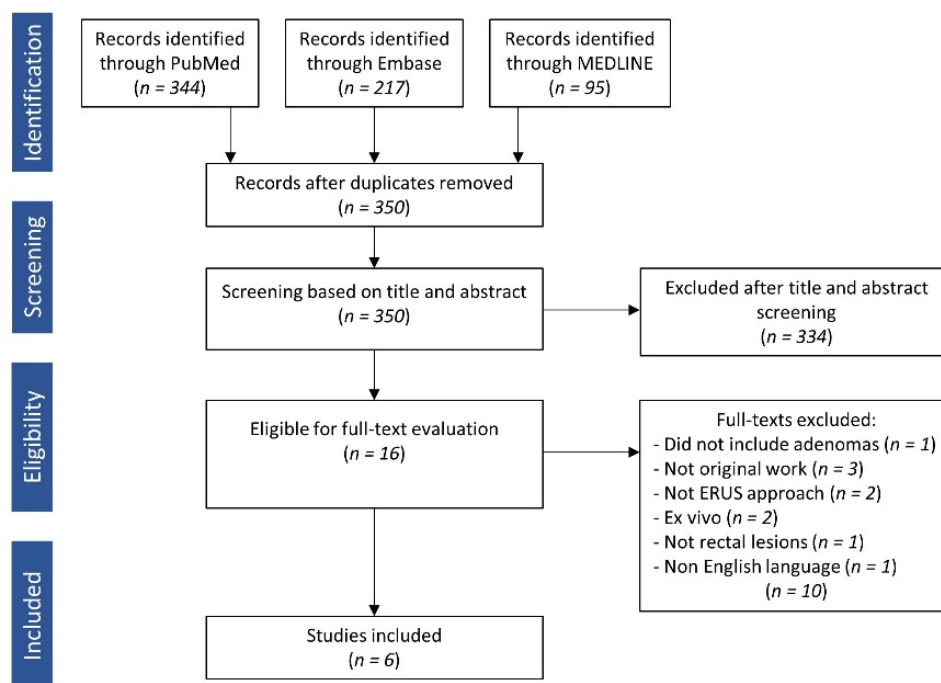 Identification
Records identified
through PubMed
(n = 344)
Records identified
through Embase
(n = 217)
Records identified
through MEDLINE
(n = 95)
Records after duplicates removed
(n = 350)
Screening
Screening based on title and abstract
(n = 350)
Excluded after title and abstract
screening
(n = 334)
Eligibility
Eligible for full-text evaluation
(n = 16)
Full-texts excluded:
- Did not include adenomas (n = 1)
- Not original work (n = 3)
- Not ERUS approach (n = 2)
- Ex vivo (n = 2)
- Not rectal lesions (n = 1)
- Non English language (n = 1)
(n = 10)
Included
Studies included
(n = 6)